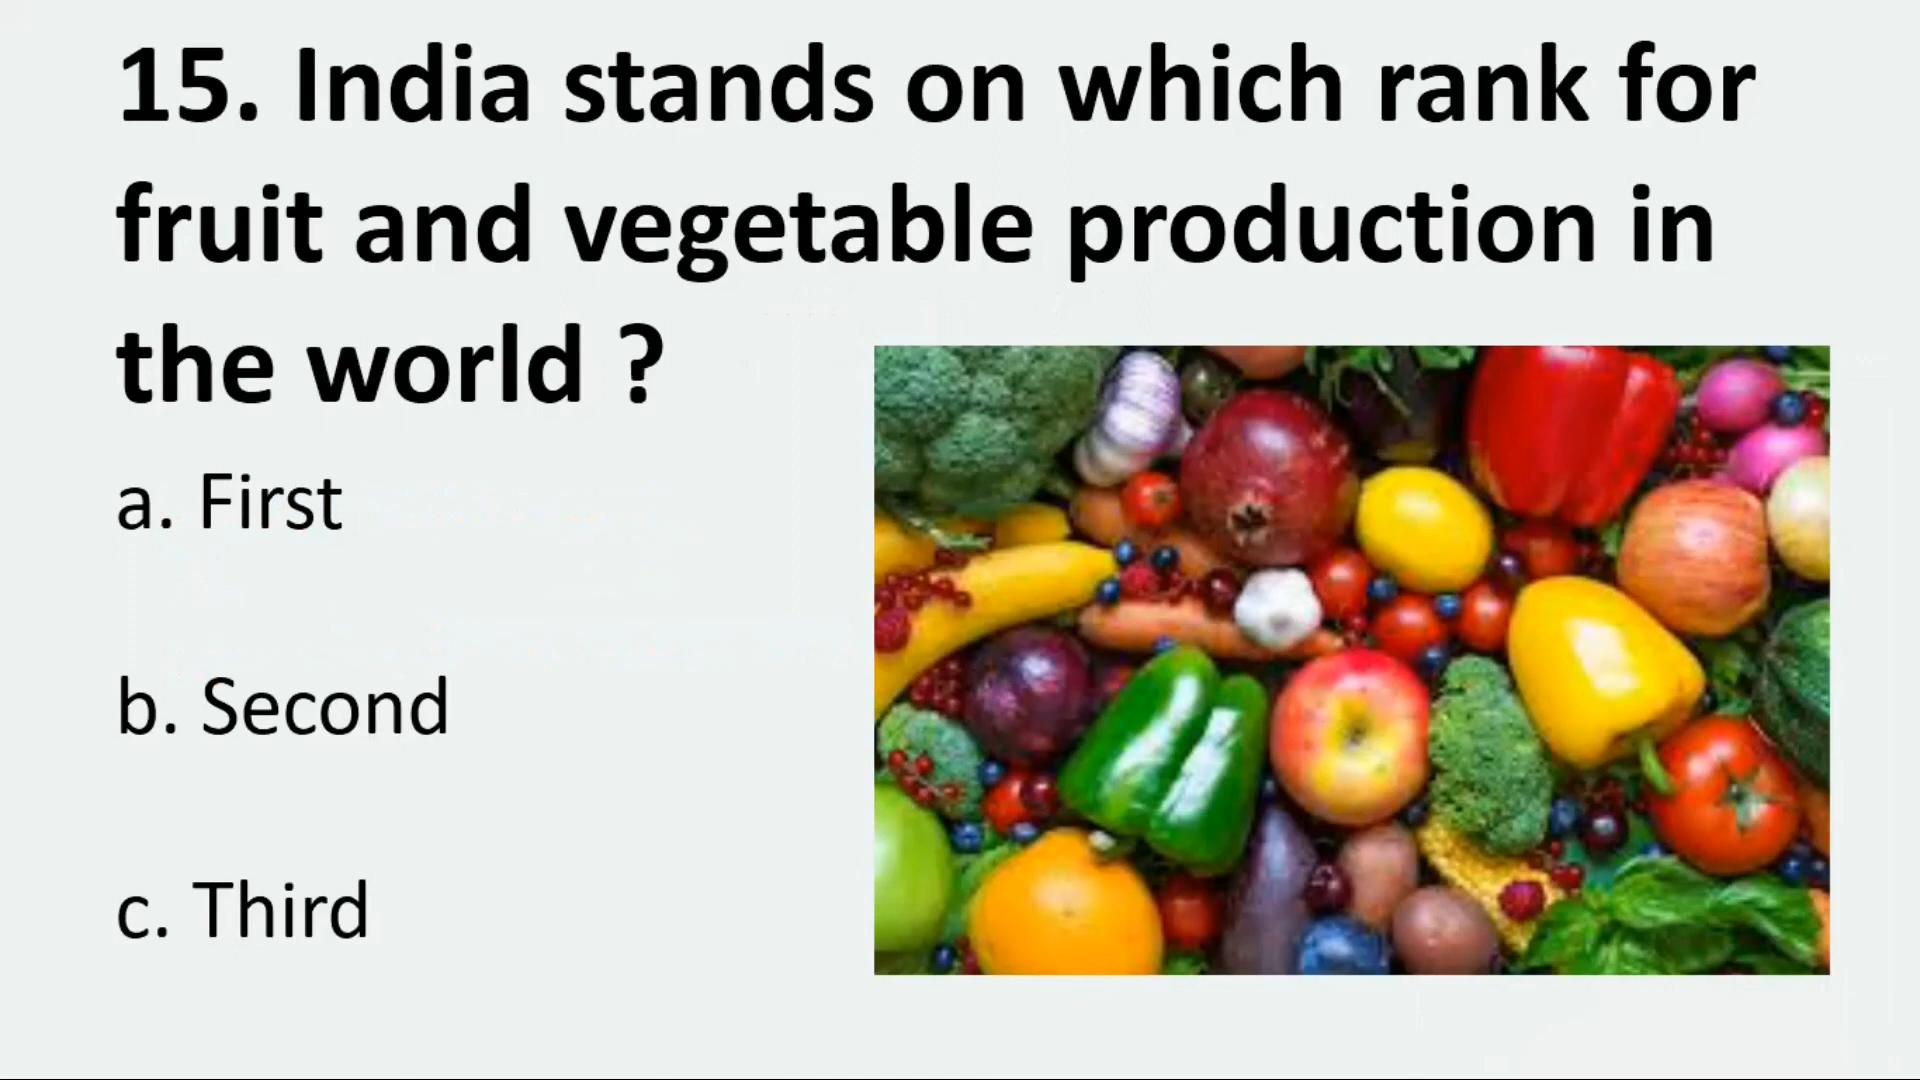 15. India stands on which rank for
fruit and vegetable production in
the world ?
a. First
b. Second
c. Third